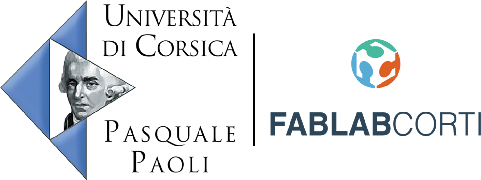 UNIVERSITÀ
DI CORSICA
PASQUALE
PAOLI
FABLABCORTI